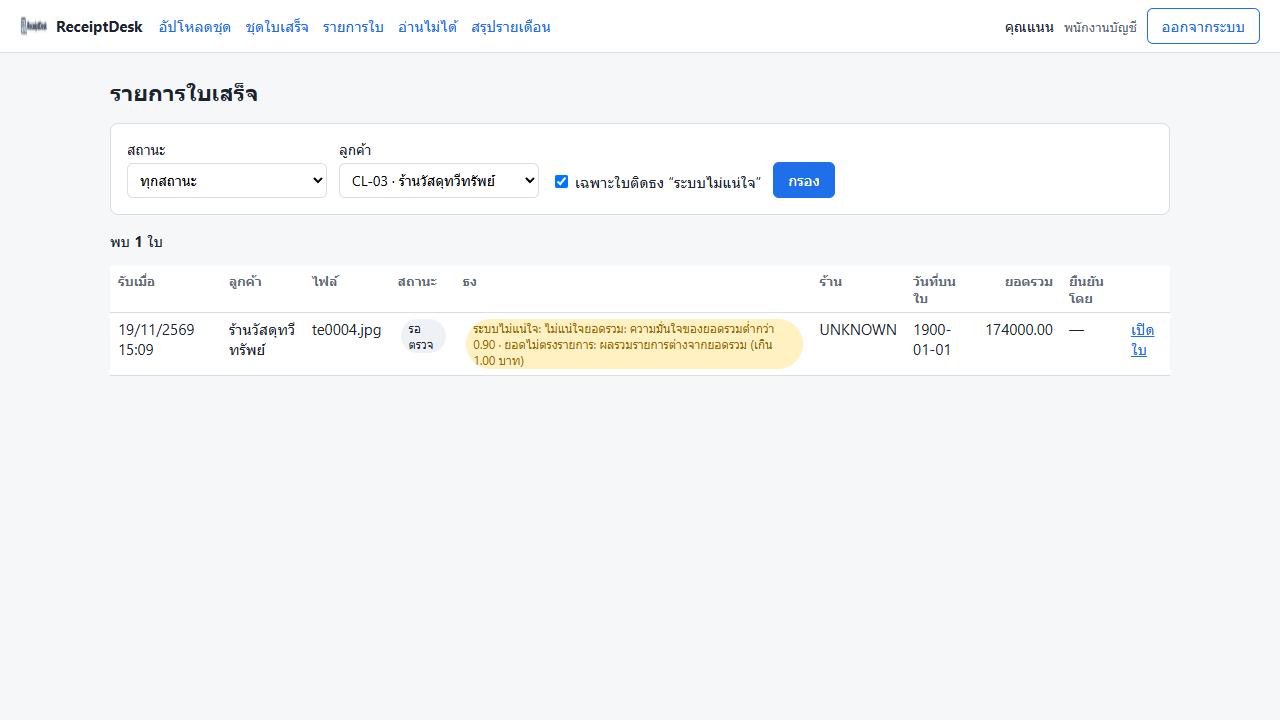 ReceiptDesk อัปโหลดชุด ชุดใบเสร็จ รายการใบ อ่านไม่ได้ สรุปรายเดือน คุณแนน พนักงานบัญชี ออกจากระบบ
รายการใบเสร็จ
สถานะ ลูกค้า
ทุกสถานะ CL-03 · ร้านวัสดุทวีทรัพย์ เฉพาะใบติดธง “ระบบไม่แน่ใจ” กรอง
พบ 1 ใบ
รับเมื่อ ลูกค้า ไฟล์ สถานะ ธง ร้าน วันที่บน ยอดรวม ยืนยัน
ใบ โดย
19/11/2569 ร้านวัสดุทวี te0004.jpg รอ ระบบไม่แน่ใจ: ไม่แน่ใจยอดรวม: ความมั่นใจของยอดรวมต่ำกว่า UNKNOWN 1900- 174000.00 — เปิด
15:09 ทรัพย์ ตรวจ 0.90 · ยอดไม่ตรงรายการ: ผลรวมรายการต่างจากยอดรวม (เกิน 01-01 ใบ
1.00 บาท)